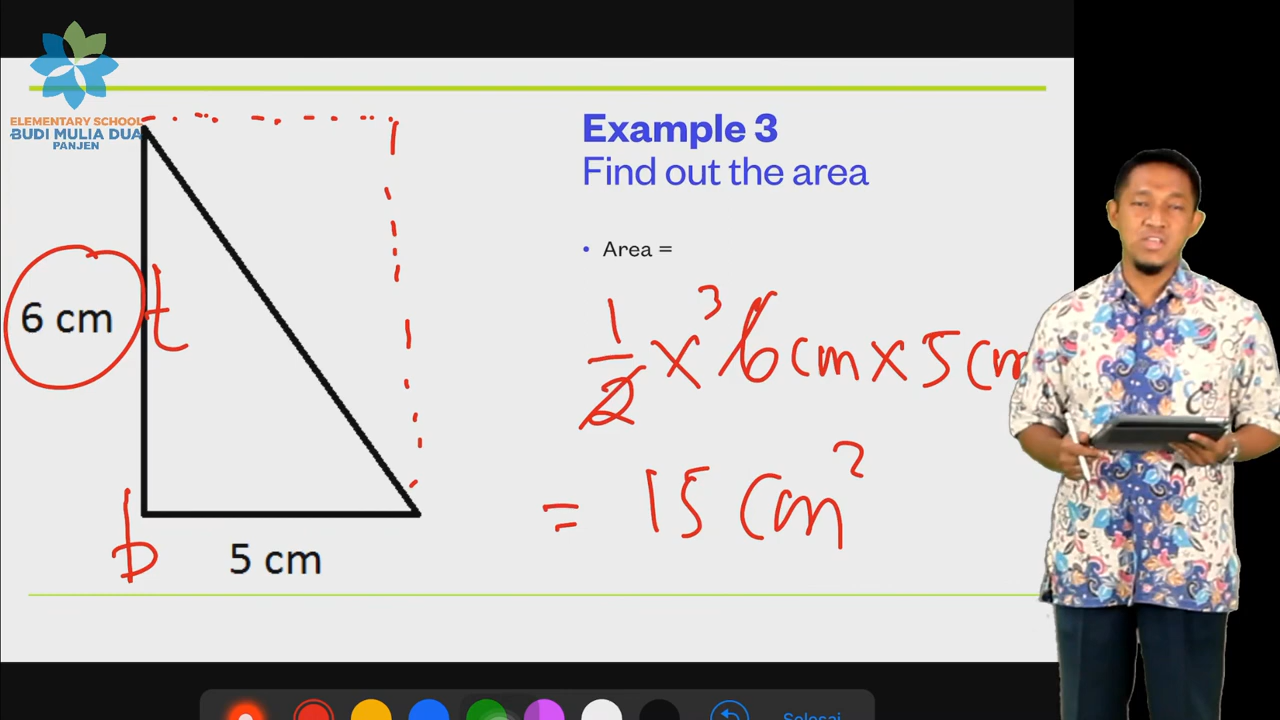 ELEMENTARY SCHOOL
BUDI MULIA DUA
PANJEN
Example 3
Find out the area
• Area =
6 cm
t
1/2 x 3 6 cm x 5 cm
= 15 cm²
b
5 cm
Selesai